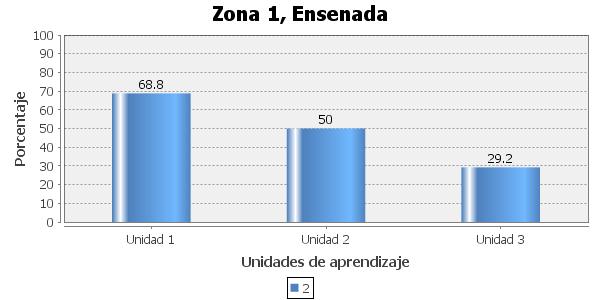 Zona 1, Ensenada
Porcentaje
100
90
80
70
60
50
40
30
20
10
0
68.8
50
29.2
Unidad 1
Unidad 2
Unidad 3
Unidades de aprendizaje
2